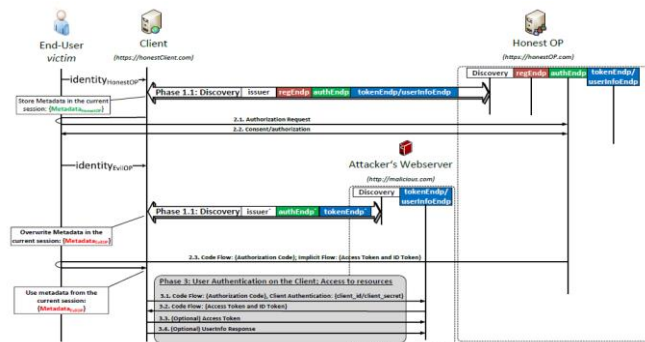 End-User
victim
Client
(https://honestClient.com)
Honest OP
(https://honestOP.com)
Discovery
regEndp
authEndp
tokenEndp/
userInfoEndp
identityHonestOP
Phase 1.1: Discovery
issuer
regEndp
authEndp
tokenEndp/userInfoEndp
Store Metadata in the current
session: (MetadataHonestOP)
2.1. Authorization Request
2.2. Consent/authorization
identityEvilOP
Attacker's Webserver
(http://malicious.com)
Discovery
tokenEndp/
userInfoEndp
Phase 1.1: Discovery
issuer´
authEndp´
tokenEndp´
Overwrite Metadata in the
current session: (MetadataEvilOP)
2.3. Code Flow: (Authorization Code); Implicit Flow: (Access Token and ID Token)
Use metadata from the
current session:
(MetadataEvilOP)
Phase 3: User Authentication on the Client; Access to resources
3.1. Code Flow: (Authorization Code), Client Authentication: (client_id/client_secret)
3.2. Code Flow: (Access Token and ID Token)
3.3. (Optional) Access Token
3.4. (Optional) UserInfo Response